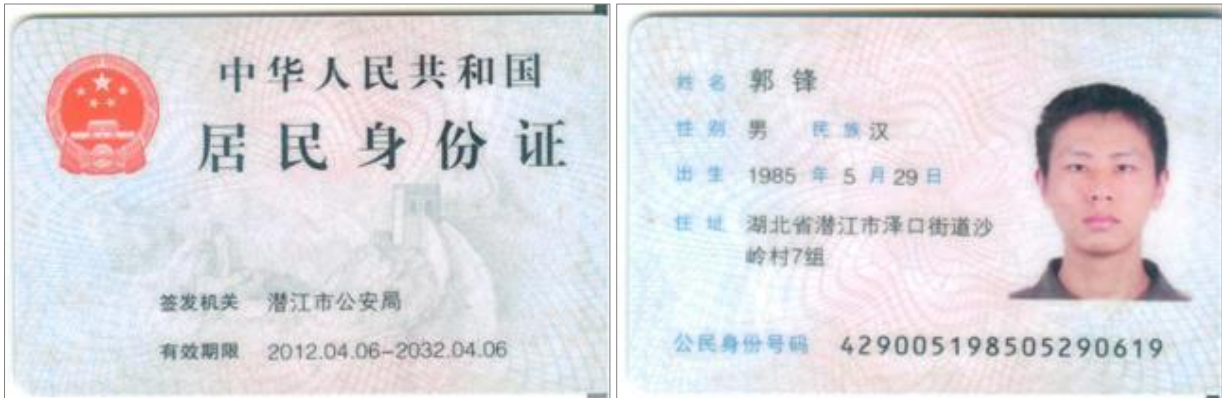 中华人民共和国
居民身份证
签发机关 潜江市公安局
有效期限 2012.04.06-2032.04.06
姓名 郭锋
性别 男 民族 汉
出生 1985 年 5 月 29 日
住址 湖北省潜江市泽口街道沙
岭村7组
公民身份号码 429005198505290619